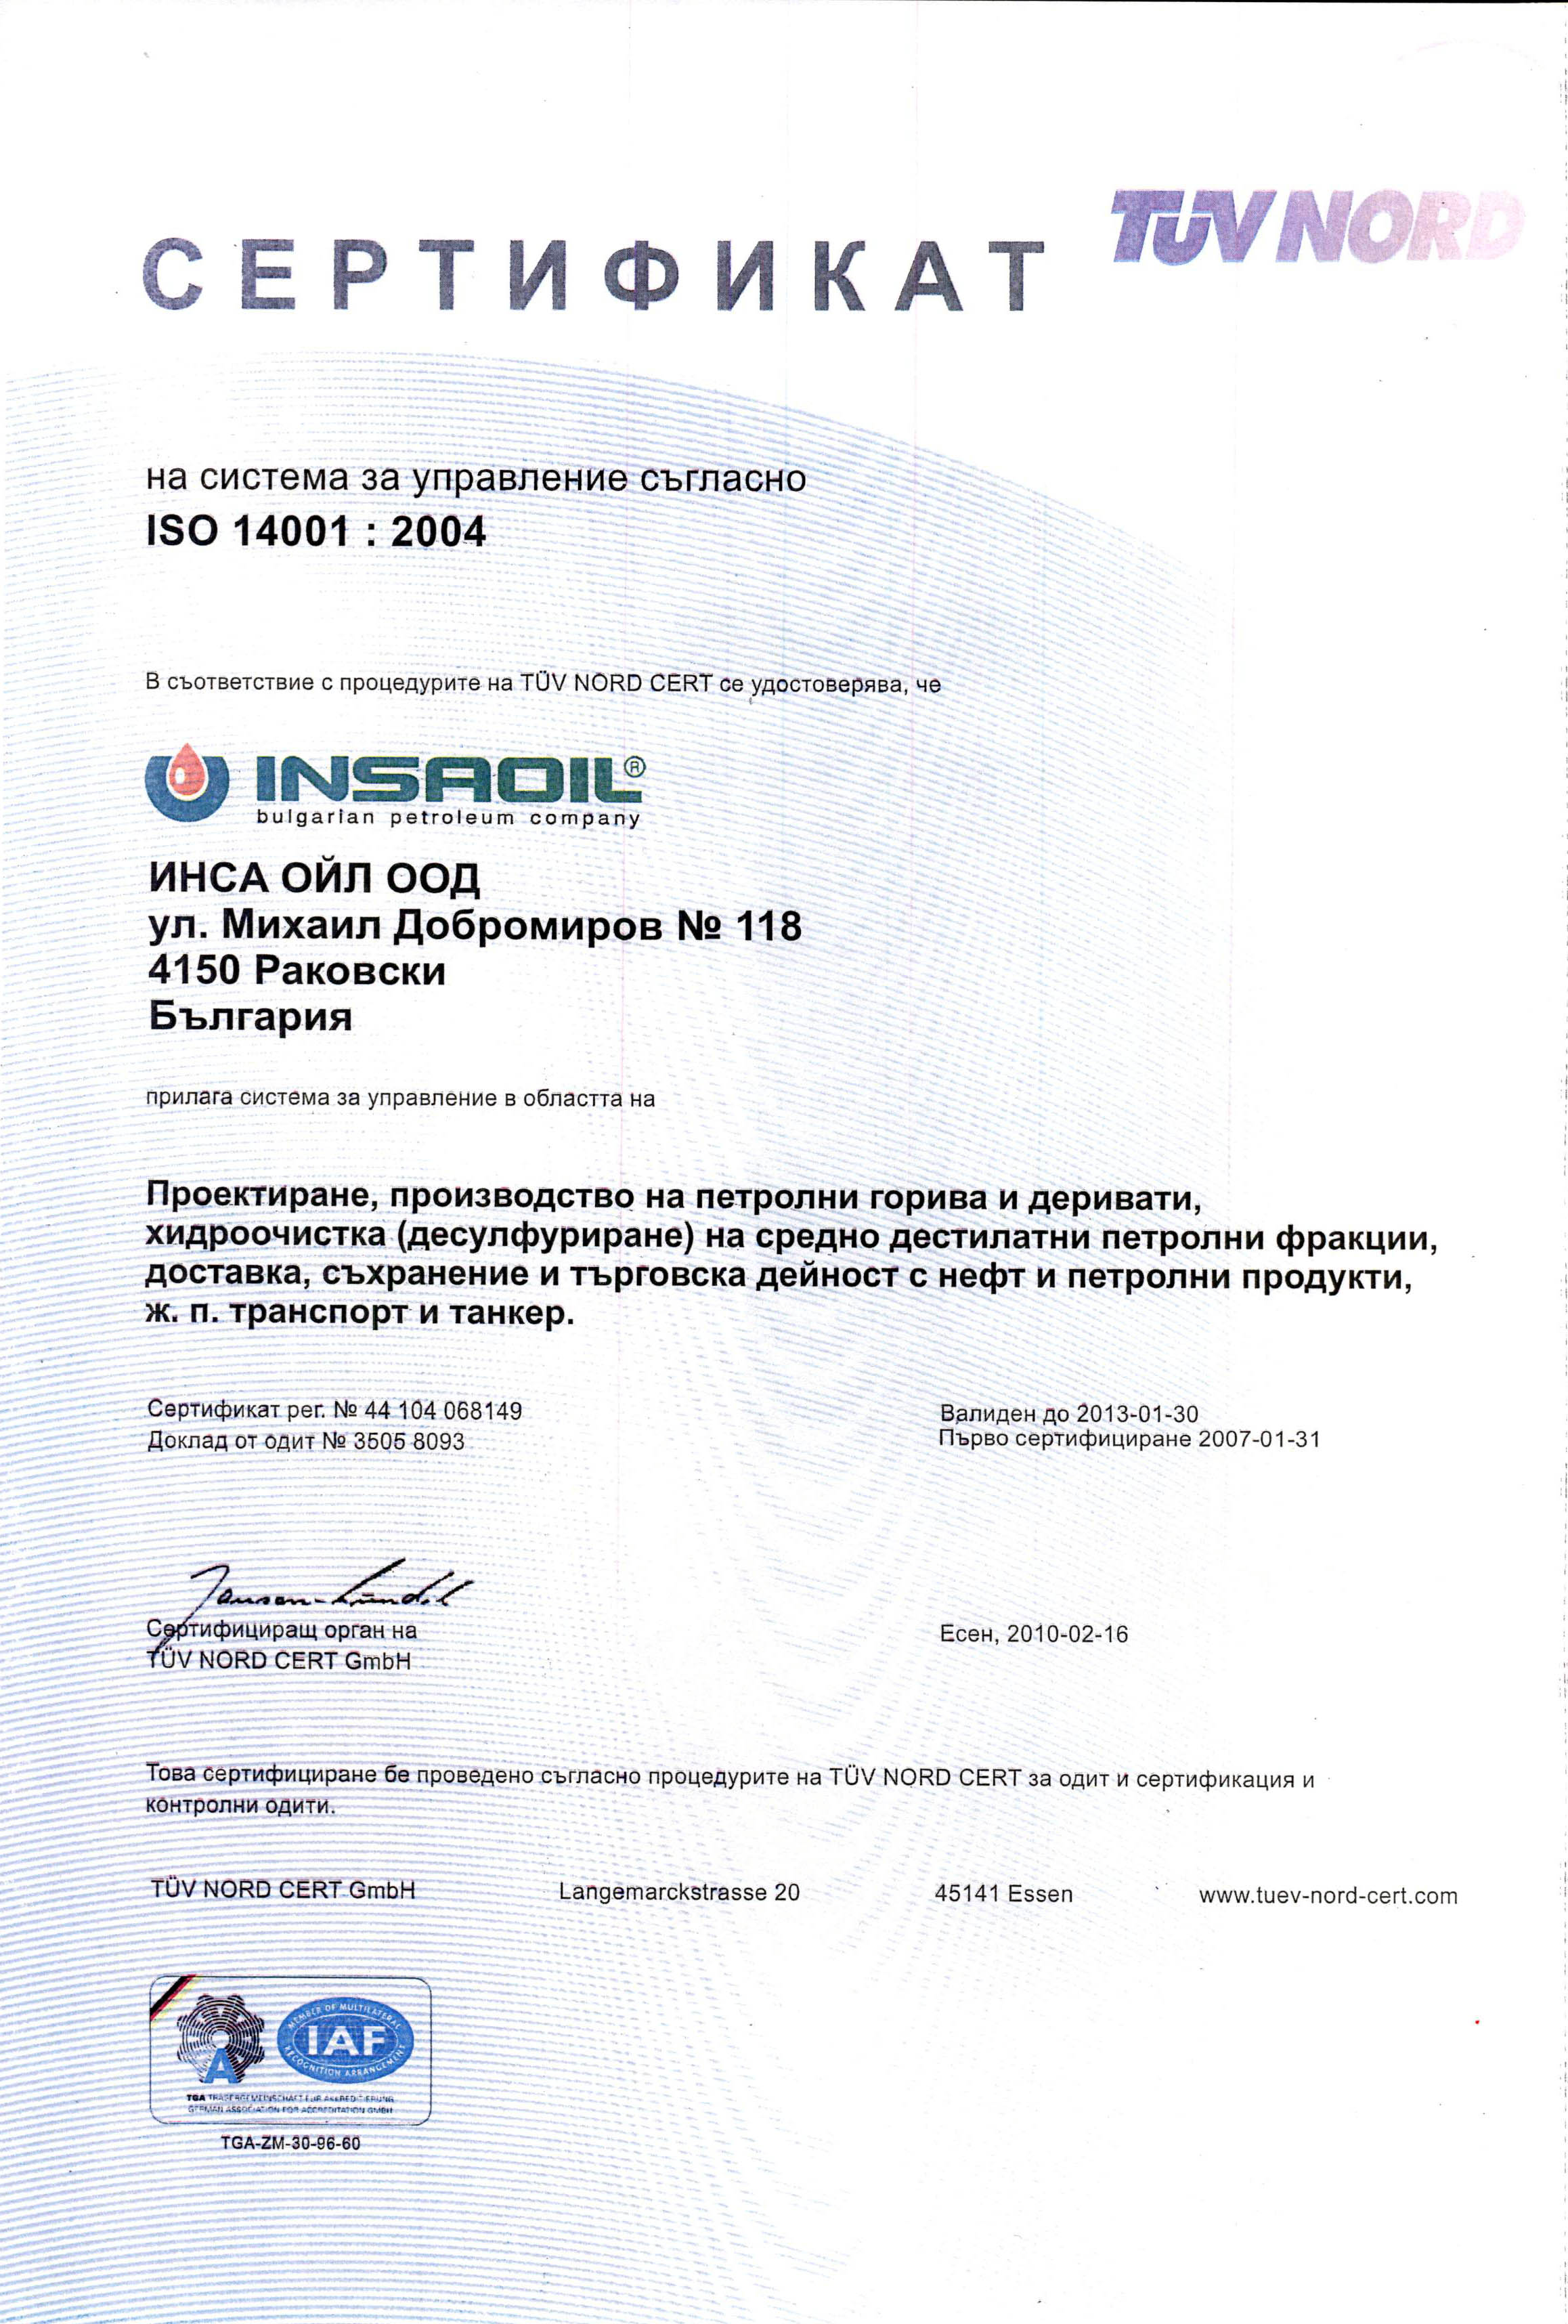 TÜV NORD
СЕРТИФИКАТ
на система за управление съгласно
ISO 14001 : 2004
В съответствие с процедурите на TÜV NORD CERT се удостоверява, че
INSAOIL®
bulgarian petroleum company
ИНСА ОЙЛ ООД
ул. Михаил Добромиров № 118
4150 Раковски
България
прилага система за управление в областта на
Проектиране, производство на петролни горива и деривати,
хидроочистка (десулфуриране) на средно дестилатни петролни фракции,
доставка, съхранение и търговска дейност с нефт и петролни продукти,
ж. п. транспорт и танкер.
Сертификат рег. № 44 104 068149
Доклад от одит № 3505 8093
Валиден до 2013-01-30
Първо сертифициране 2007-01-31
Сертифициращ орган на
TÜV NORD CERT GmbH
Есен, 2010-02-16
Това сертифициране бе проведено съгласно процедурите на TÜV NORD CERT за одит и сертификация и
контролни одити.
TÜV NORD CERT GmbH Langemarckstrasse 20 45141 Essen www.tuev-nord-cert.com
MEMBER OF MULTILATERAL
IAF
RECOGNITION ARRANGEMENT
A
TGA TRÄGERGEMEINSCHAFT FÜR AKKREDITIERUNG
GERMAN ASSOCIATION FOR ACCREDITATION GMBH
TGA-ZM-30-96-60